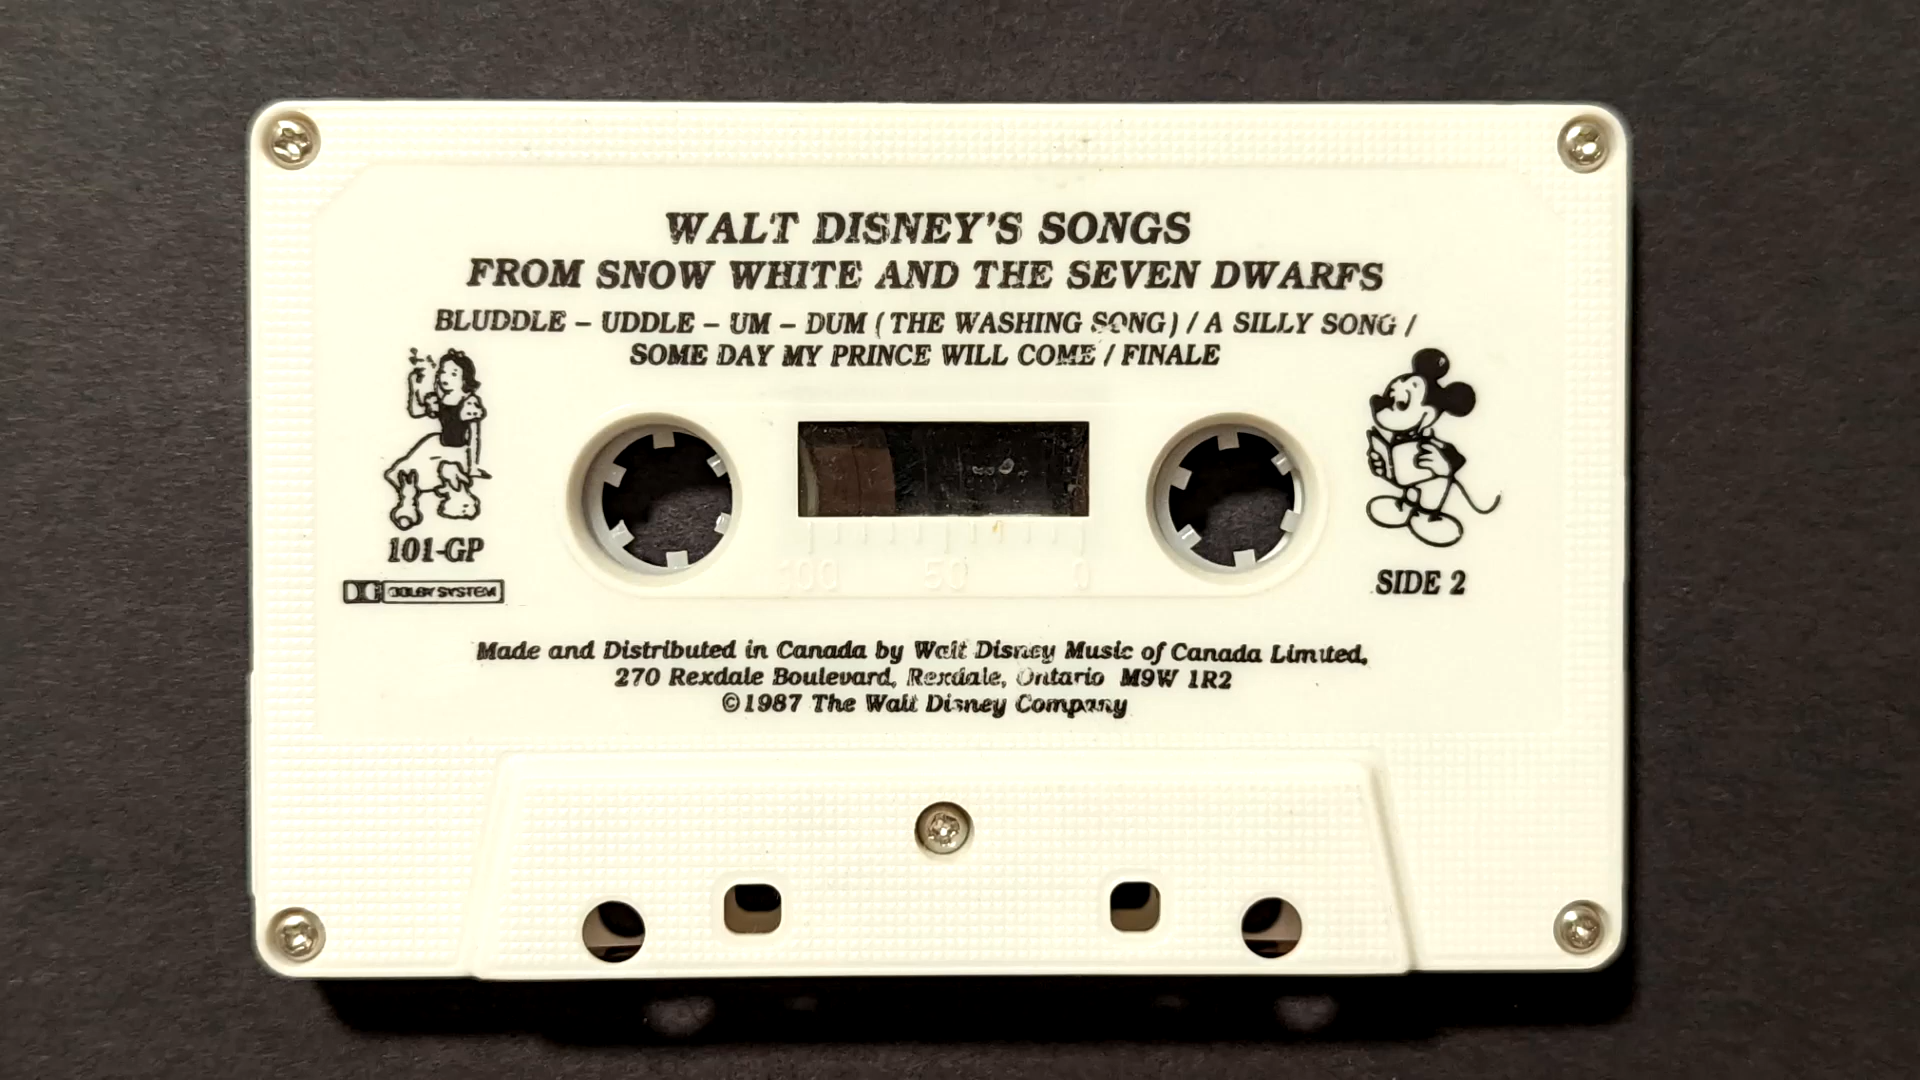 WALT DISNEY'S SONGS
FROM SNOW WHITE AND THE SEVEN DWARFS
BLUDDLE – UDDLE – UM – DUM (THE WASHING SONG) / A SILLY SONG /
SOME DAY MY PRINCE WILL COME / FINALE
100 50 0
101-GP
DOLBY SYSTEM
SIDE 2
Made and Distributed in Canada by Walt Disney Music of Canada Limited,
270 Rexdale Boulevard, Rexdale, Ontario M9W 1R2
©1987 The Walt Disney Company